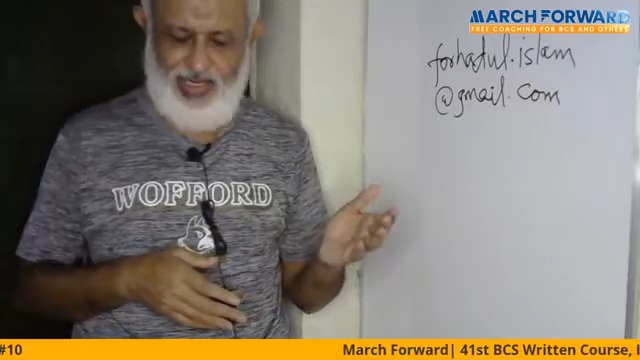 MARCH FORWARD
FREE COACHING FOR BCS AND OTHERS
forhadul.islam
@gmail.com
WOFFORD
#10
March Forward| 41st BCS Written Course,